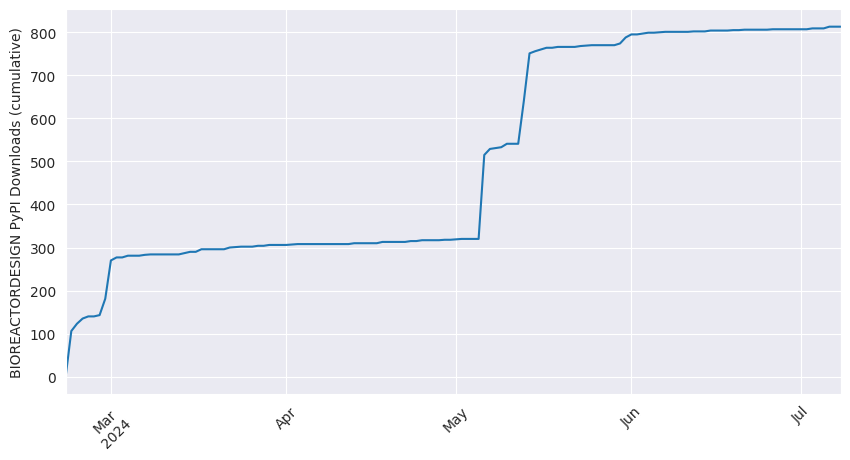 BIOREACTORDESIGN PyPI Downloads (cumulative)
800
700
600
500
400
300
200
100
0
Mar
2024
Apr
May
Jun
Jul